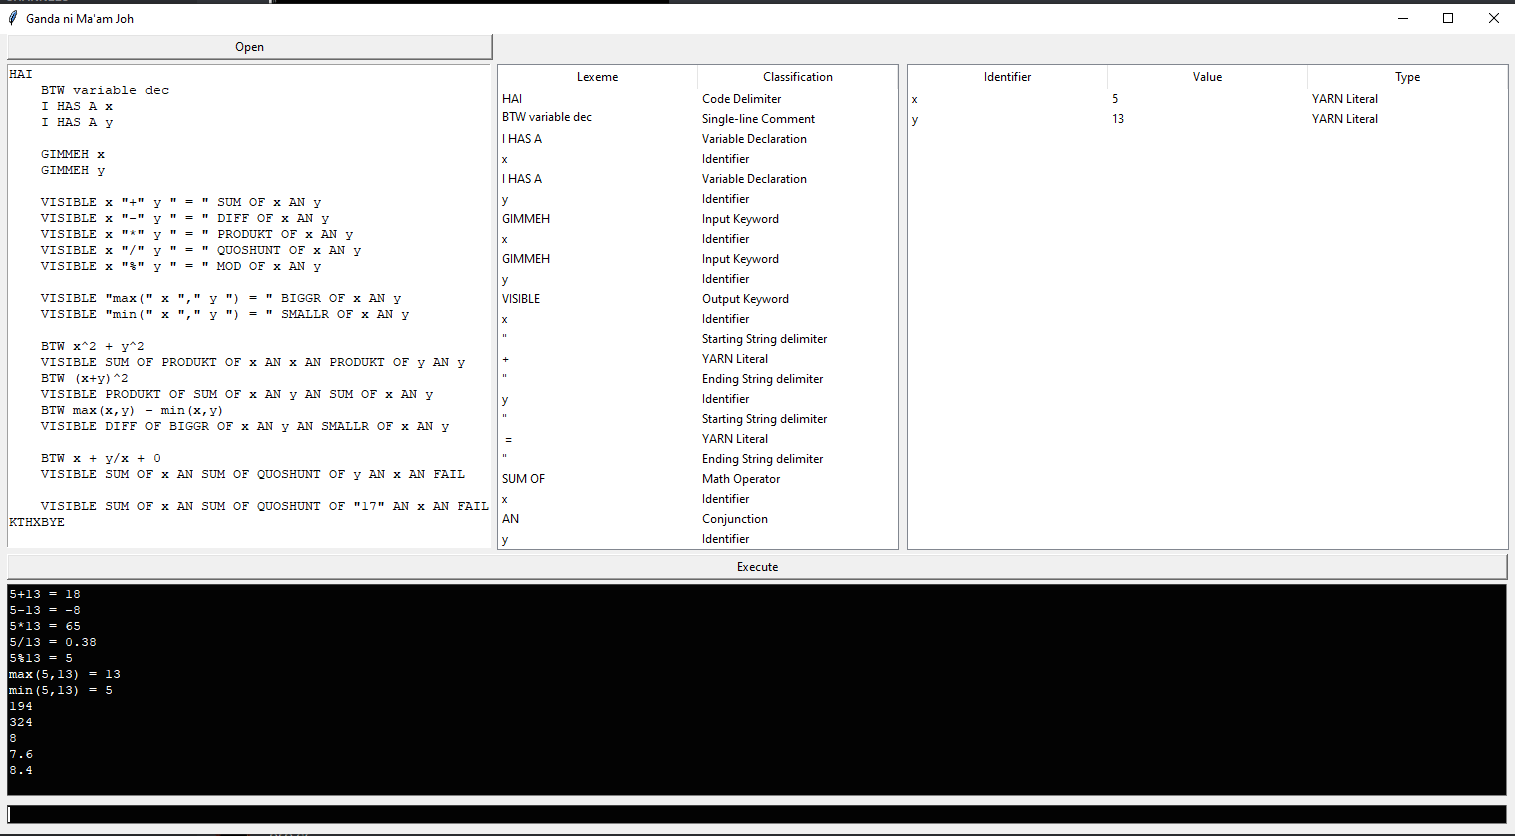 Ganda ni Ma'am Joh
Open
HAI
BTW variable dec
I HAS A x
I HAS A y
GIMMEH x
GIMMEH y
VISIBLE x "+" y " = " SUM OF x AN y
VISIBLE x "-" y " = " DIFF OF x AN y
VISIBLE x "*" y " = " PRODUKT OF x AN y
VISIBLE x "/" y " = " QUOSHUNT OF x AN y
VISIBLE x "%" y " = " MOD OF x AN y
VISIBLE "max(" x "," y ") = " BIGGR OF x AN y
VISIBLE "min(" x "," y ") = " SMALLR OF x AN y
BTW x^2 + y^2
VISIBLE SUM OF PRODUKT OF x AN x AN PRODUKT OF y AN y
BTW (x+y)^2
VISIBLE PRODUKT OF SUM OF x AN y AN SUM OF x AN y
BTW max(x,y) - min(x,y)
VISIBLE DIFF OF BIGGR OF x AN y AN SMALLR OF x AN y
BTW x + y/x + 0
VISIBLE SUM OF x AN SUM OF QUOSHUNT OF y AN x AN FAIL
VISIBLE SUM OF x AN SUM OF QUOSHUNT OF "17" AN x AN FAIL
KTHXBYE
Lexeme Classification
HAI Code Delimiter
BTW variable dec Single-line Comment
I HAS A Variable Declaration
x Identifier
I HAS A Variable Declaration
y Identifier
GIMMEH Input Keyword
x Identifier
GIMMEH Input Keyword
y Identifier
VISIBLE Output Keyword
x Identifier
" Starting String delimiter
+ YARN Literal
" Ending String delimiter
y Identifier
" Starting String delimiter
= YARN Literal
" Ending String delimiter
SUM OF Math Operator
x Identifier
AN Conjunction
y Identifier
Identifier Value Type
x 5 YARN Literal
y 13 YARN Literal
Execute
5+13 = 18
5-13 = -8
5*13 = 65
5/13 = 0.38
5%13 = 5
max(5,13) = 13
min(5,13) = 5
194
324
8
7.6
8.4